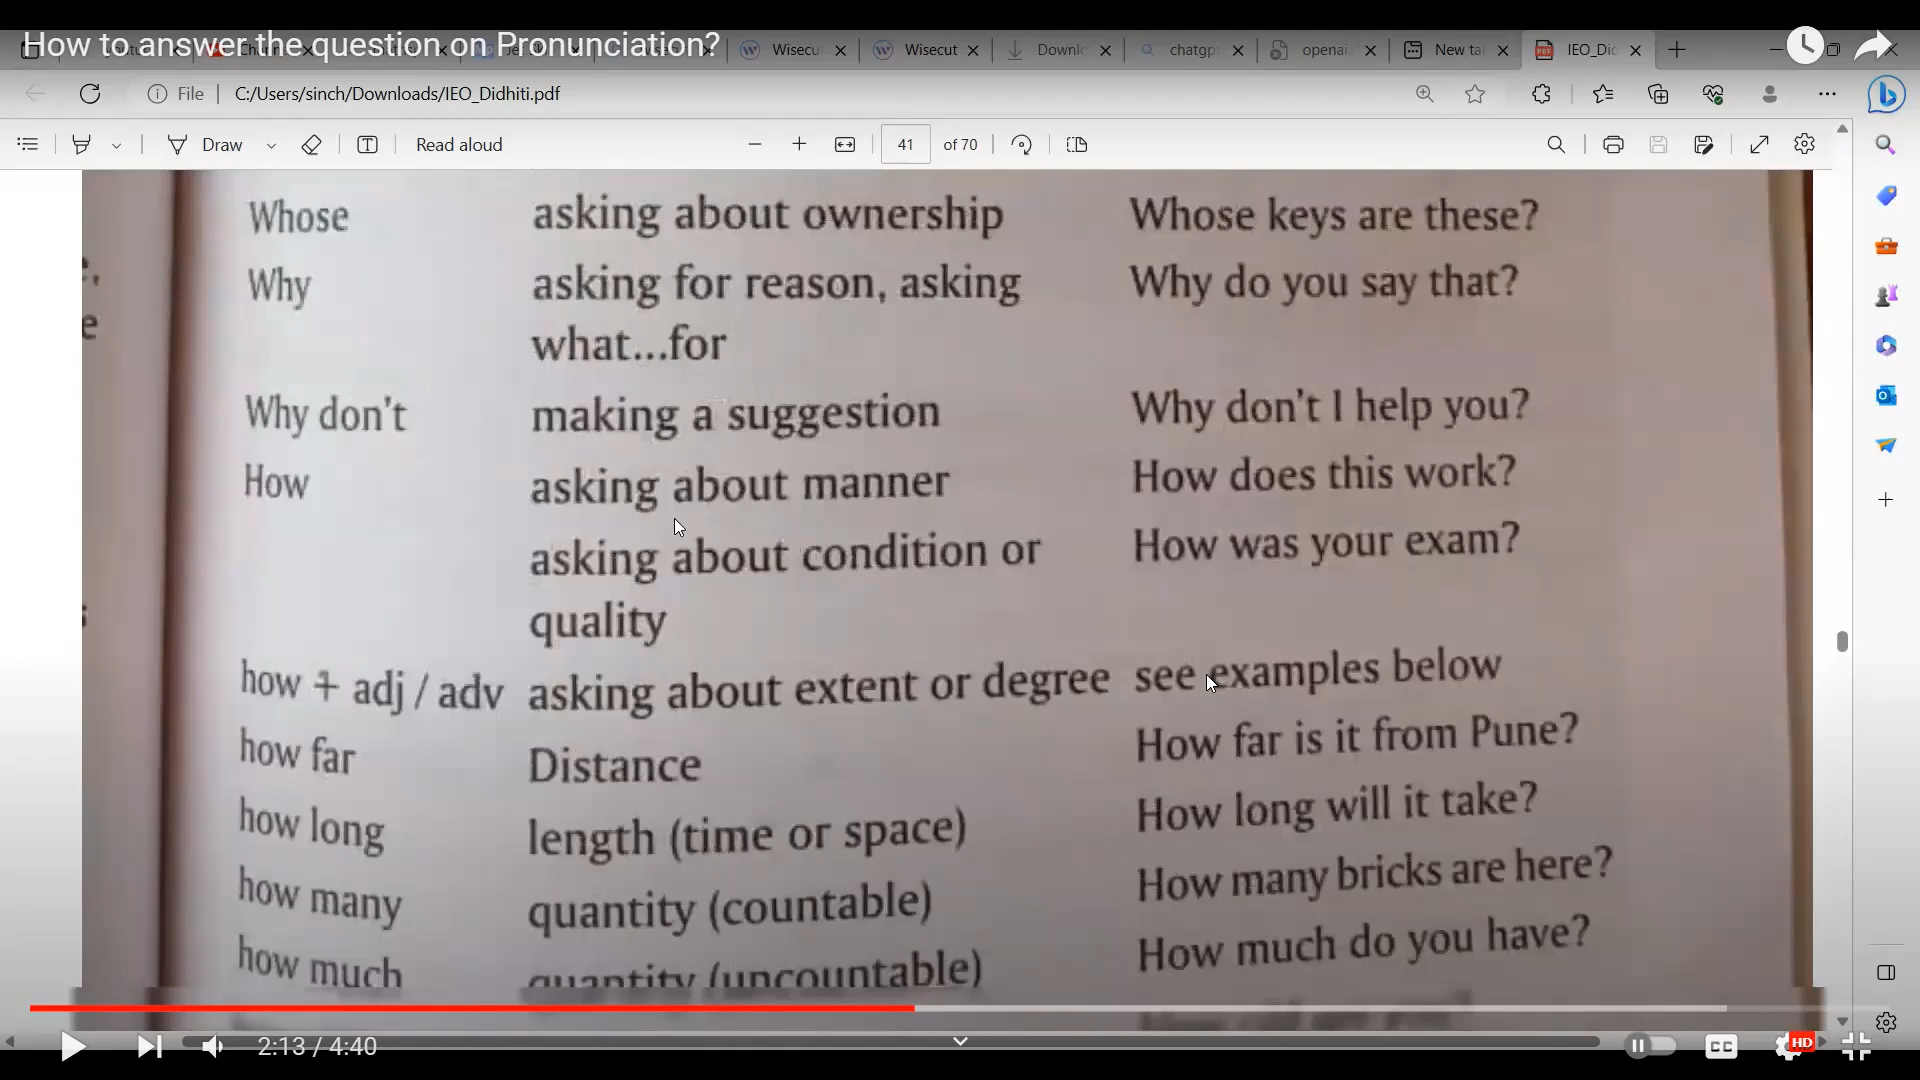 How to answer the question on Pronunciation?
Wisecu
Wisecut
Downlo
chatgp
openai
New ta
IEO_Did
File
C:/Users/sinch/Downloads/IEO_Didhiti.pdf
Draw
Read aloud
41 of 70
Whose asking about ownership Whose keys are these?
Why asking for reason, asking Why do you say that?
what...for
Why don't making a suggestion Why don't I help you?
How asking about manner How does this work?
asking about condition or How was your exam?
quality
how + adj / adv asking about extent or degree see examples below
how far Distance How far is it from Pune?
how long length (time or space) How long will it take?
how many quantity (countable) How many bricks are here?
how much quantity (uncountable) How much do you have?
2:13 / 4:40
CC
HD